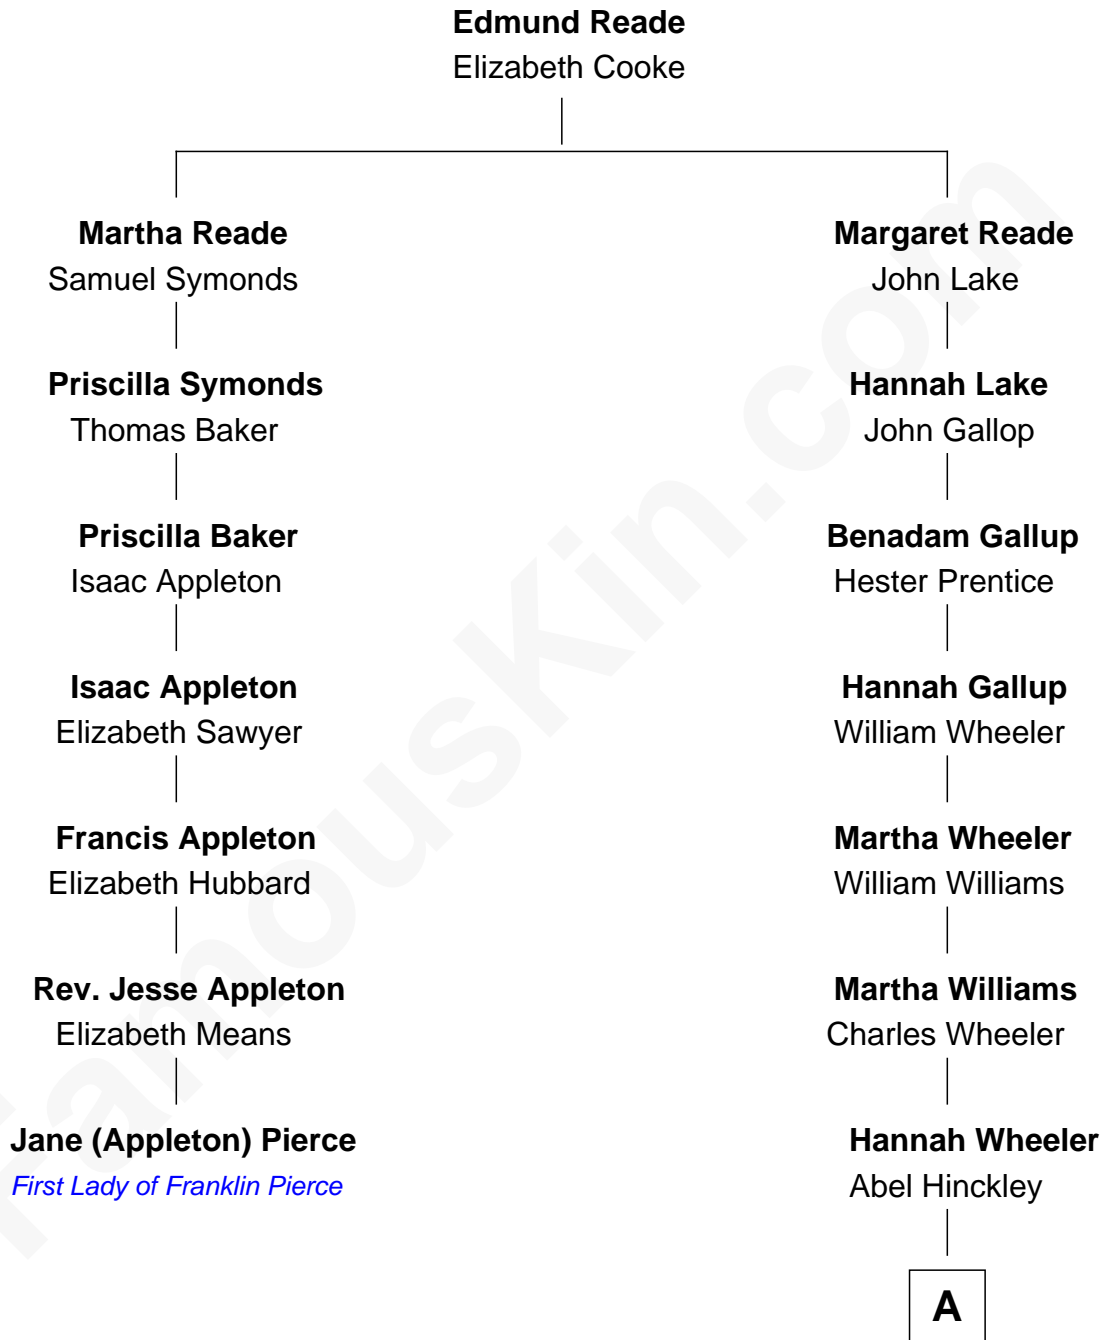 Edmund Reade
Elizabeth Cooke
Martha Reade
Samuel Symonds
Margaret Reade
John Lake
Priscilla Symonds
Thomas Baker
Hannah Lake
John Gallop
Priscilla Baker
Isaac Appleton
Benadam Gallup
Hester Prentice
Isaac Appleton
Elizabeth Sawyer
Hannah Gallup
William Wheeler
Francis Appleton
Elizabeth Hubbard
Martha Wheeler
William Williams
Rev. Jesse Appleton
Elizabeth Means
Martha Williams
Charles Wheeler
Jane (Appleton) Pierce
First Lady of Franklin Pierce
Hannah Wheeler
Abel Hinckley
A
FamousKin.com